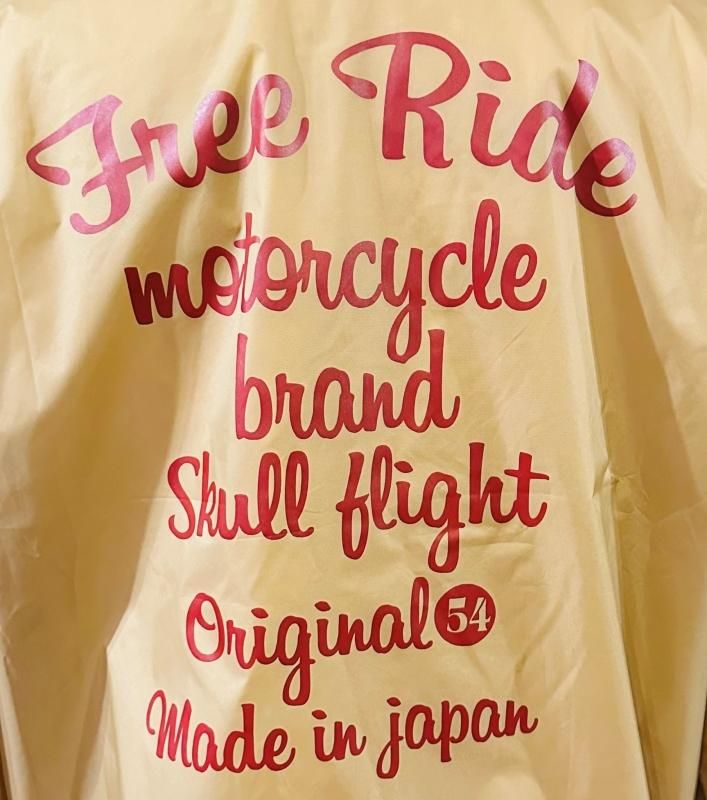 Free Ride
motorcycle
brand
Skull flight
Original 54
Made in japan